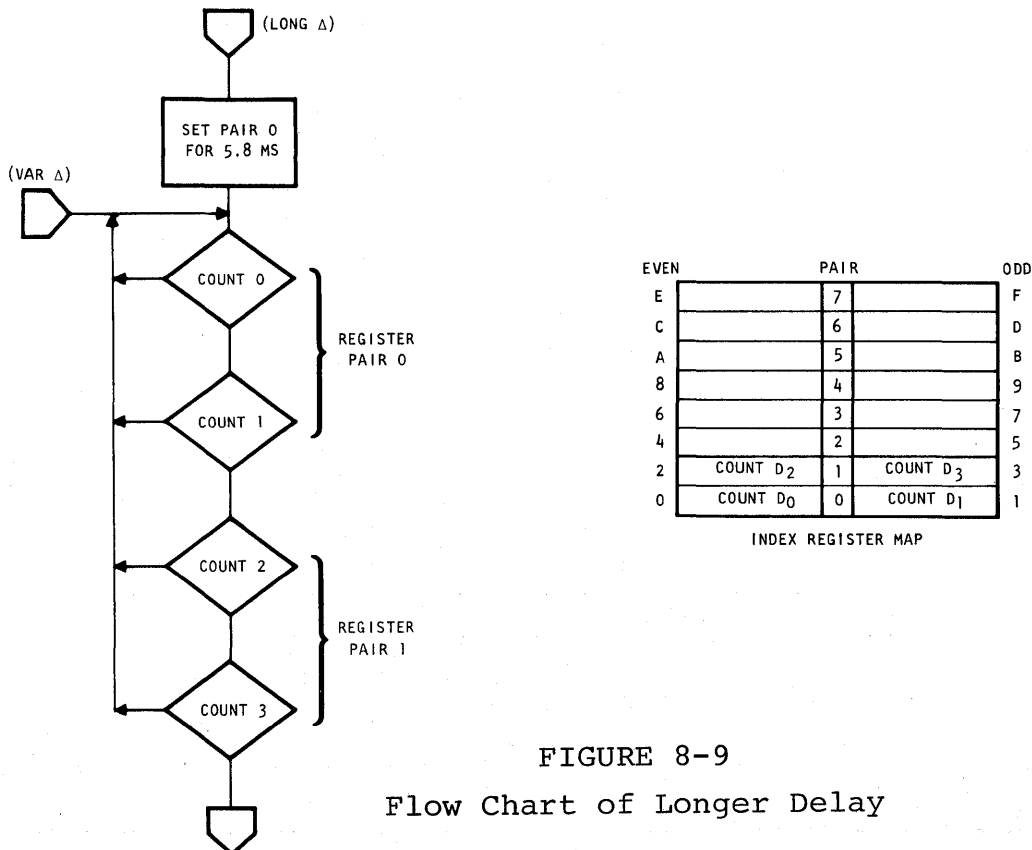 (LONG Δ)
SET PAIR 0
FOR 5.8 MS
(VAR Δ)
COUNT 0
COUNT 1
REGISTER
PAIR 0
COUNT 2
COUNT 3
REGISTER
PAIR 1
EVEN PAIR ODD
E 7 F
C 6 D
A 5 B
8 4 9
6 3 7
4 2 5
2 COUNT D2 1 COUNT D3 3
0 COUNT D0 0 COUNT D1 1
INDEX REGISTER MAP
FIGURE 8-9
Flow Chart of Longer Delay